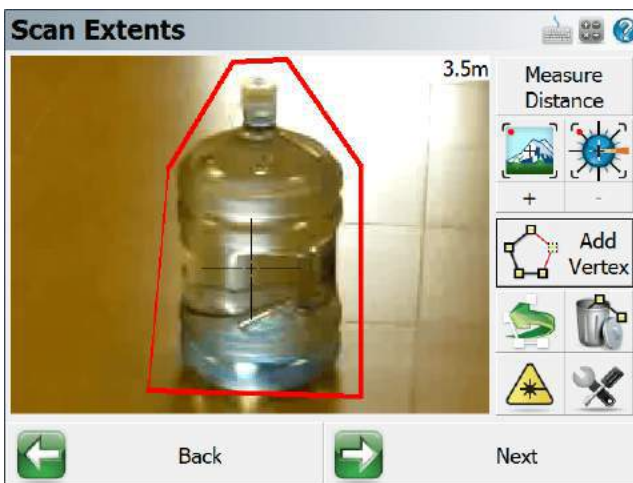 Scan Extents
3.5m
Measure
Distance
+
-
Add
Vertex
Back
Next